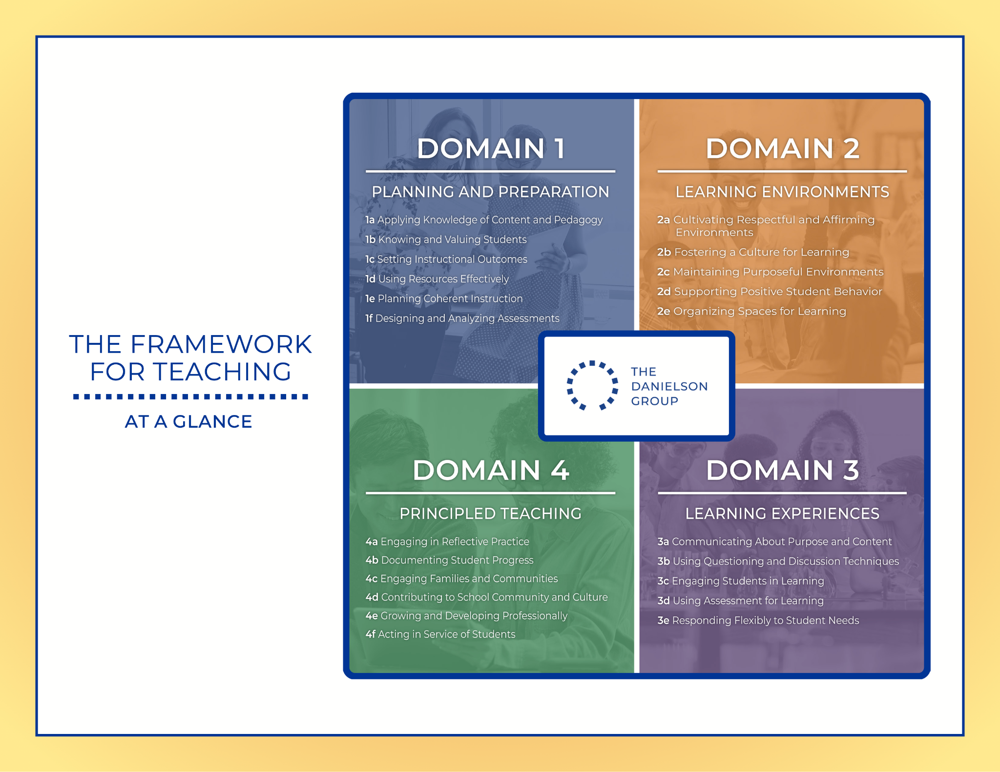 THE FRAMEWORK
FOR TEACHING
AT A GLANCE
DOMAIN 1
PLANNING AND PREPARATION
1a Applying Knowledge of Content and Pedagogy
1b Knowing and Valuing Students
1c Setting Instructional Outcomes
1d Using Resources Effectively
1e Planning Coherent Instruction
1f Designing and Analyzing Assessments
DOMAIN 2
LEARNING ENVIRONMENTS
2a Cultivating Respectful and Affirming
Environments
2b Fostering a Culture for Learning
2c Maintaining Purposeful Environments
2d Supporting Positive Student Behavior
2e Organizing Spaces for Learning
THE
DANIELSON
GROUP
DOMAIN 4
PRINCIPLED TEACHING
4a Engaging in Reflective Practice
4b Documenting Student Progress
4c Engaging Families and Communities
4d Contributing to School Community and Culture
4e Growing and Developing Professionally
4f Acting in Service of Students
DOMAIN 3
LEARNING EXPERIENCES
3a Communicating About Purpose and Content
3b Using Questioning and Discussion Techniques
3c Engaging Students in Learning
3d Using Assessment for Learning
3e Responding Flexibly to Student Needs